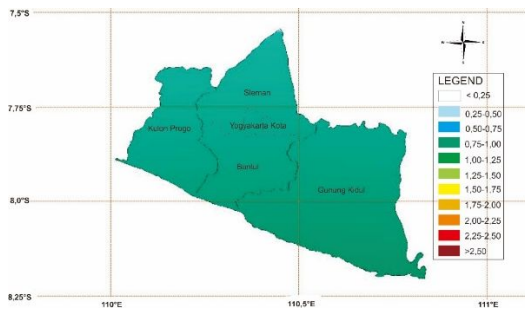 7,5°S
7,75°S
8,0°S
8,25°S
110°E
110,5°E
111°E
Sleman
Yogyakarta Kota
Kulon Progo
Bantul
Gunung Kidul
LEGEND
< 0,25
0,25-0,50
0,50-0,75
0,75-1,00
1,00-1,25
1,25-1,50
1,50-1,75
1,75-2,00
2,00-2,25
2,25-2,50
>2,50